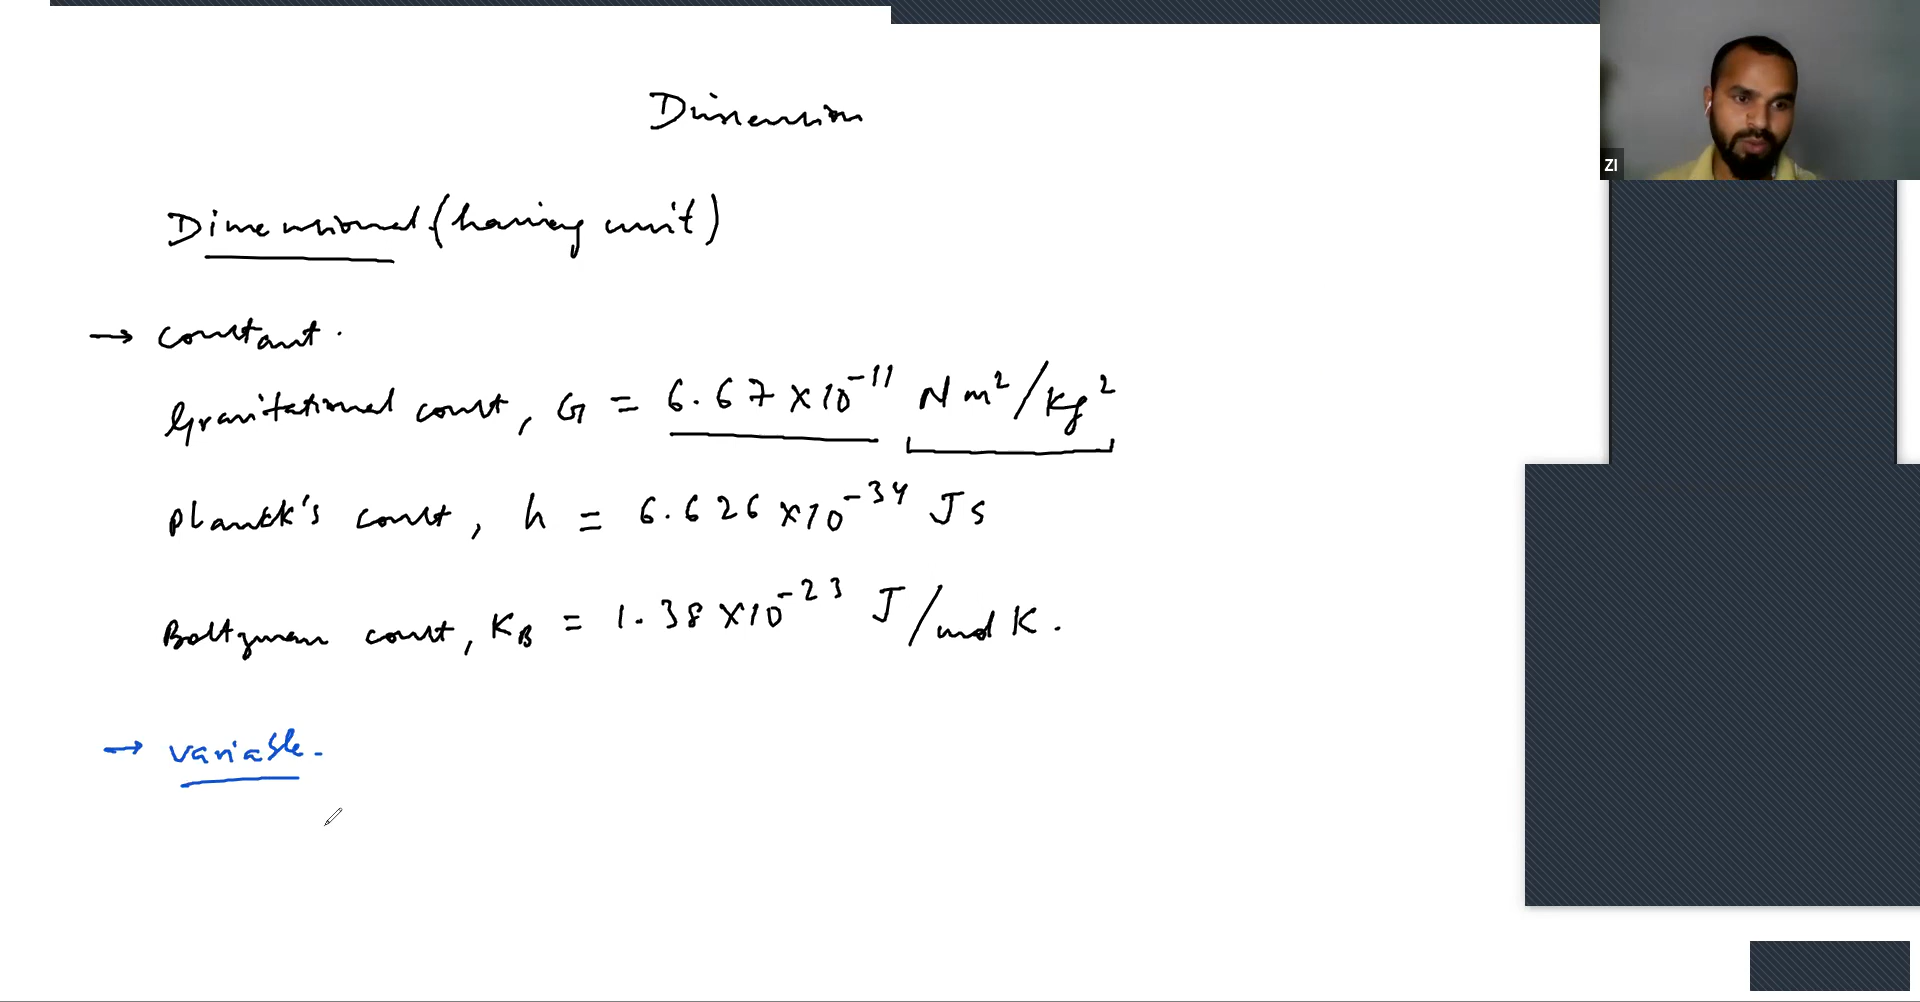 Dimension
ZI
Dimensional (having unit)
→ constant.
Gravitational const, G = 6.67 × 10⁻¹¹ Nm²/kg²
Planck's const, h = 6.626 × 10⁻³⁴ Js
Boltzman const, K_B = 1.38 × 10⁻²³ J/mol K.
→ variable.